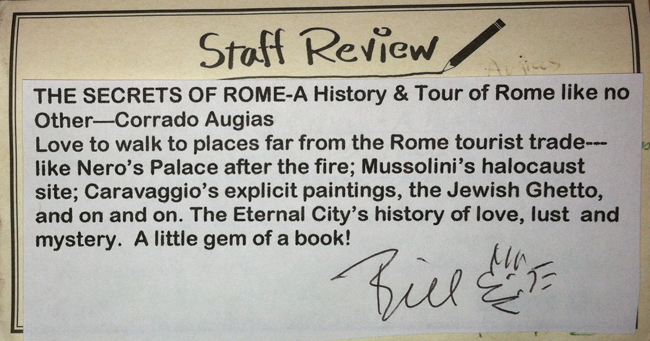 Staff Review
THE SECRETS OF ROME-A History & Tour of Rome like no
Other—Corrado Augias
Love to walk to places far from the Rome tourist trade---
like Nero's Palace after the fire; Mussolini's halocaust
site; Caravaggio's explicit paintings, the Jewish Ghetto,
and on and on. The Eternal City's history of love, lust and
mystery. A little gem of a book!
Bill